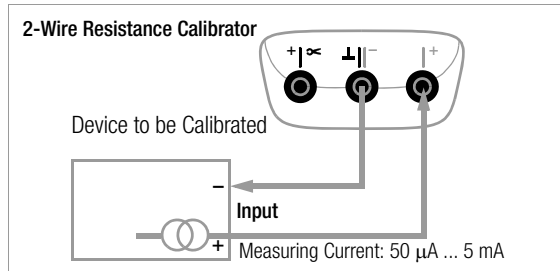 2-Wire Resistance Calibrator
+ | ⊥ | − | +
Device to be Calibrated
−
Input
+ Measuring Current: 50 µA ... 5 mA